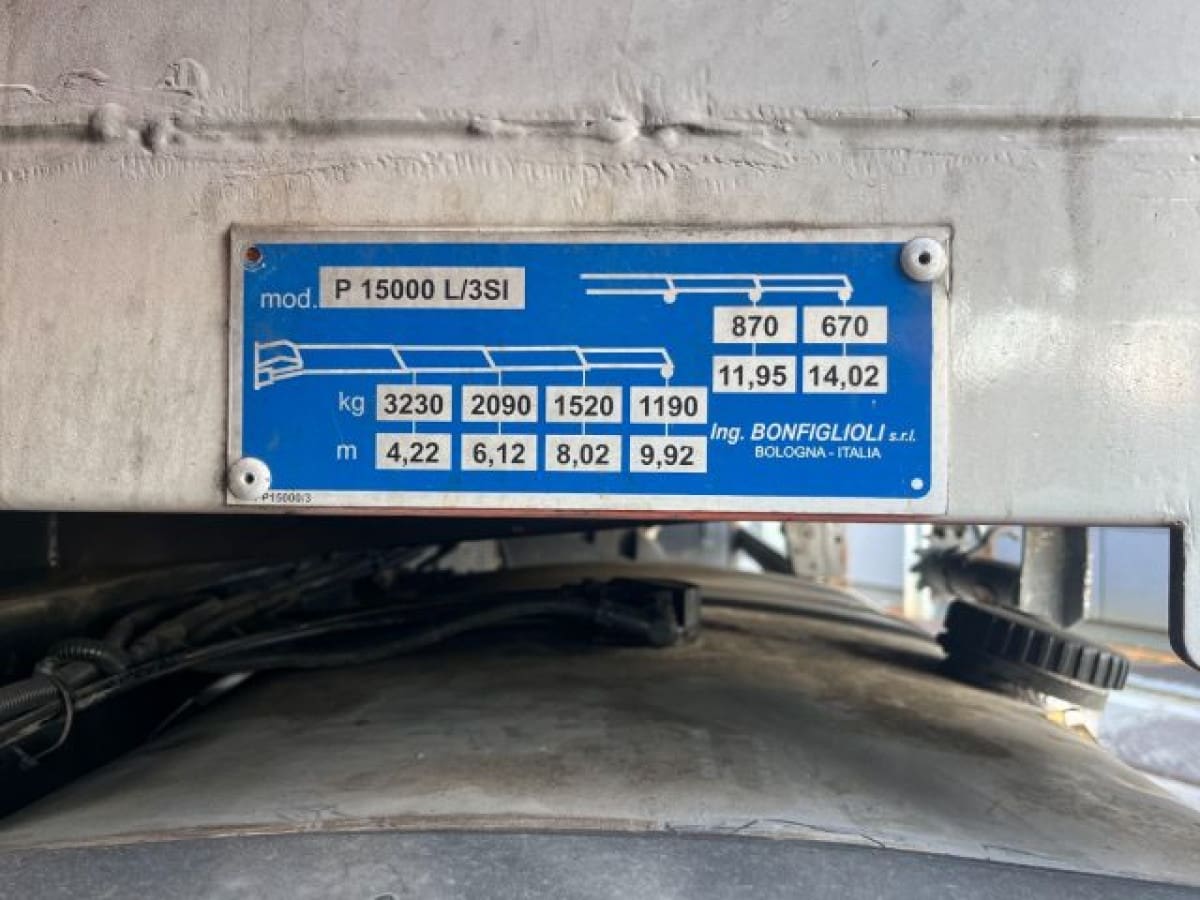 mod. P 15000 L/3SI
870 670
11,95 14,02
kg 3230 2090 1520 1190
m 4,22 6,12 8,02 9,92
Ing. BONFIGLIOLI s.r.l.
BOLOGNA - ITALIA
P15000/3